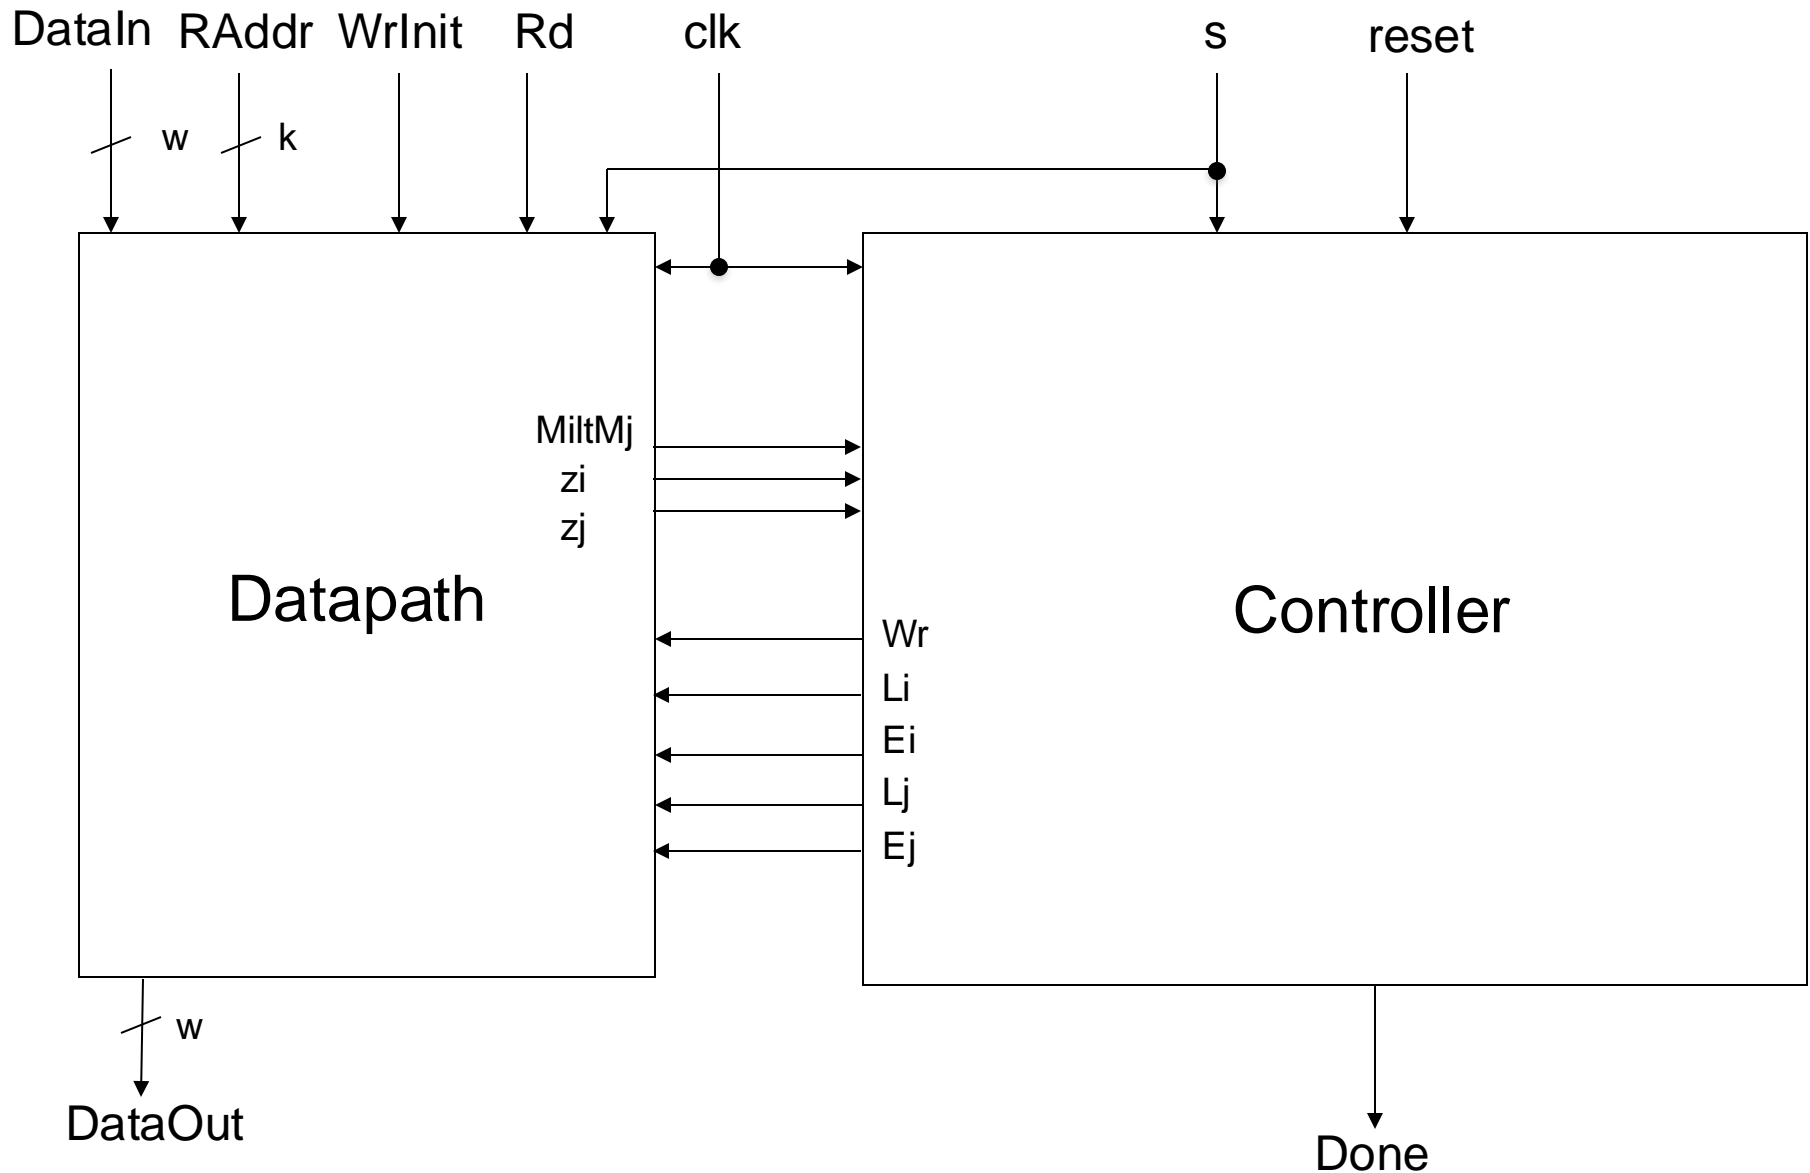 DataIn RAddr WrInit Rd clk s reset
w k
MiltMj
zi
zj
Datapath
Controller
Wr
Li
Ei
Lj
Ej
w
DataOut
Done